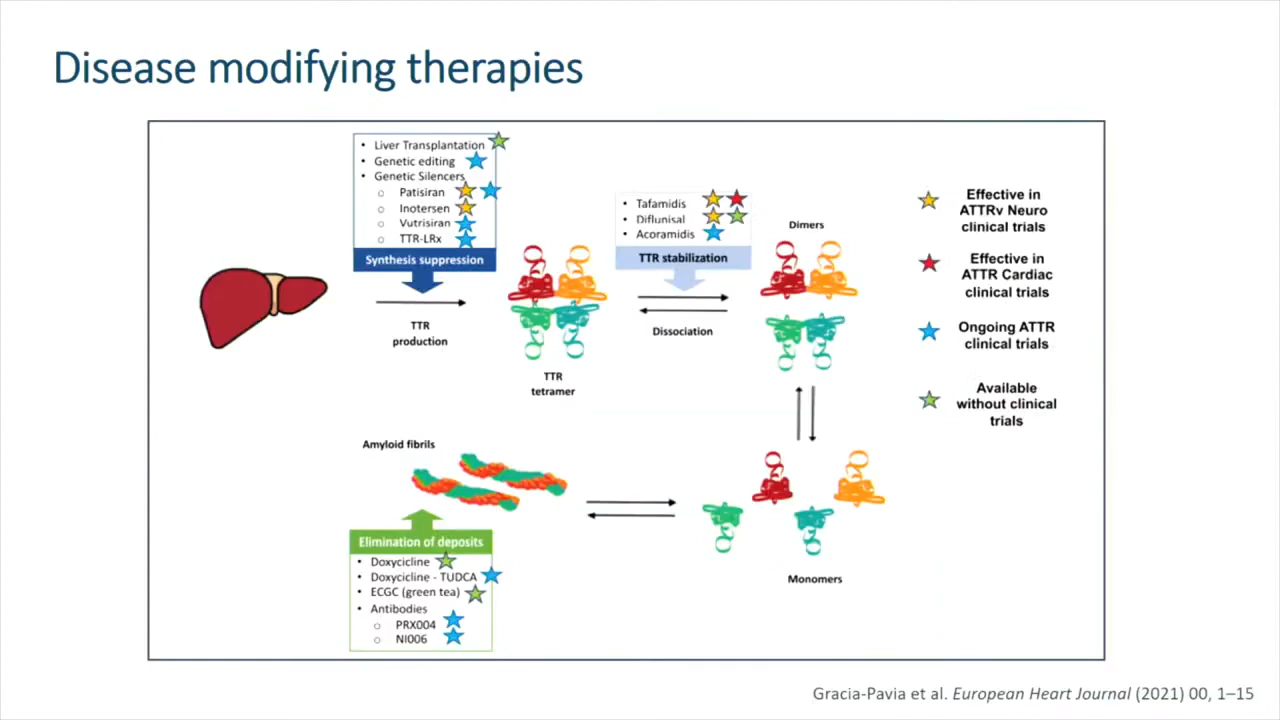 Disease modifying therapies
• Liver Transplantation
• Genetic editing
• Genetic Silencers
o Patisiran
o Inotersen
o Vutrisiran
o TTR-LRx
Synthesis suppression
TTR
production
TTR
tetramer
• Tafamidis
• Diflunisal
• Acoramidis
TTR stabilization
Dissociation
Dimers
Effective in
ATTRv Neuro
clinical trials
Effective in
ATTR Cardiac
clinical trials
Ongoing ATTR
clinical trials
Available
without clinical
trials
Amyloid fibrils
Elimination of deposits
• Doxycicline
• Doxycicline - TUDCA
• ECGC (green tea)
• Antibodies
o PRX004
o NI006
Monomers
Gracia-Pavia et al. European Heart Journal (2021) 00, 1–15